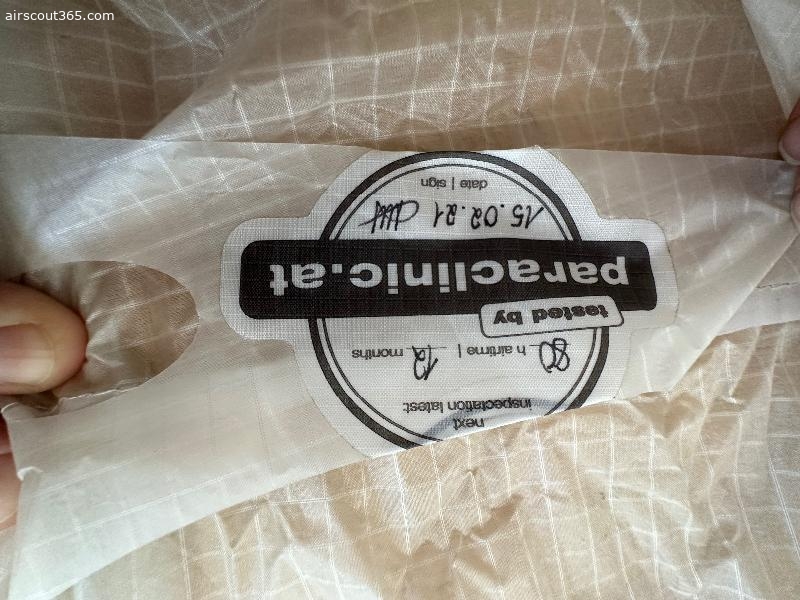 airscout365.com
next
inspectation latest
80 h airtime | 12 months
tested by
paraclinic.at
15.02.21
date | sign